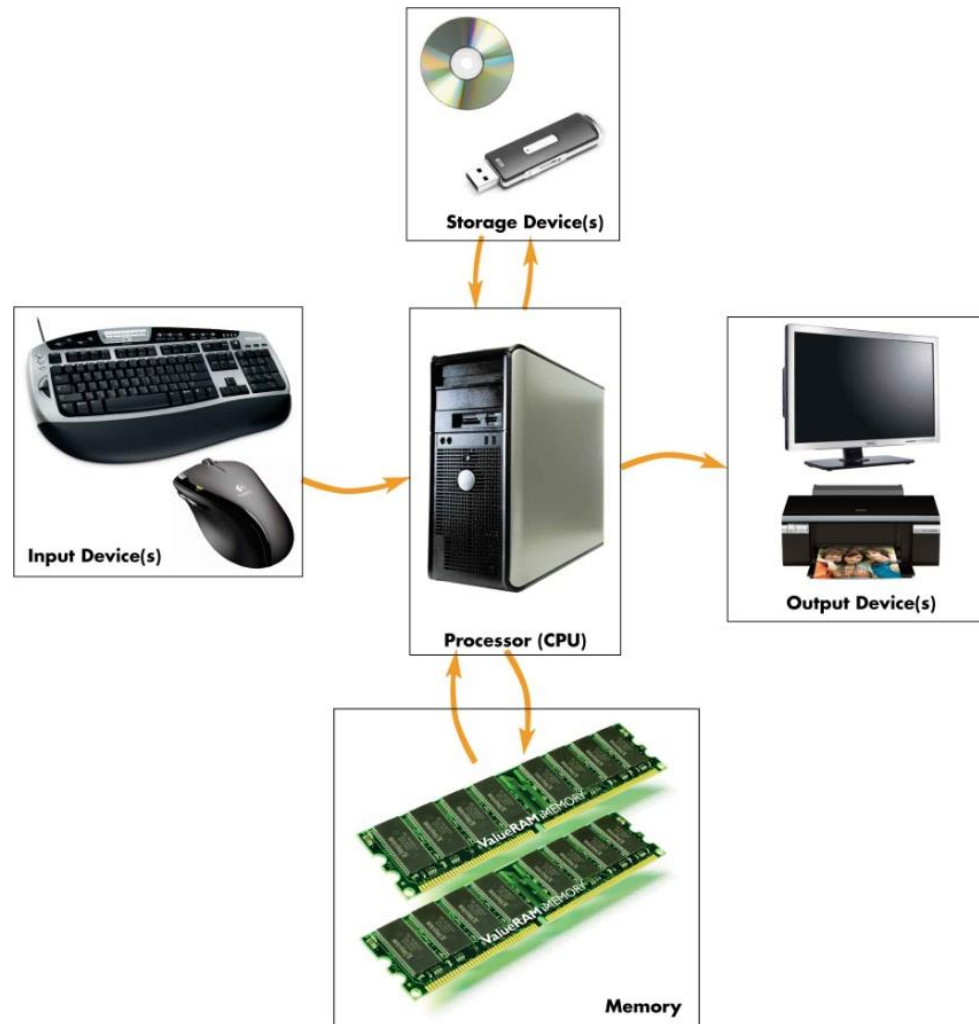 Storage Device(s)
Input Device(s)
Processor (CPU)
Output Device(s)
ValueRAM
MEMORY
ValueRAM
MEMORY
Memory